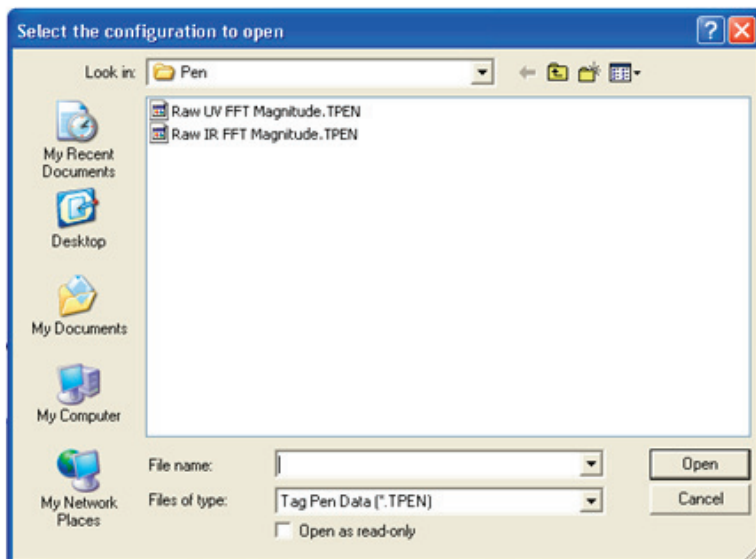 Select the configuration to open
Look in: Pen
Raw UV FFT Magnitude.TPEN
Raw IR FFT Magnitude.TPEN
My Recent
Documents
Desktop
My Documents
My Computer
My Network
Places
File name:
Open
Files of type: Tag Pen Data (*.TPEN)
Cancel
Open as read-only